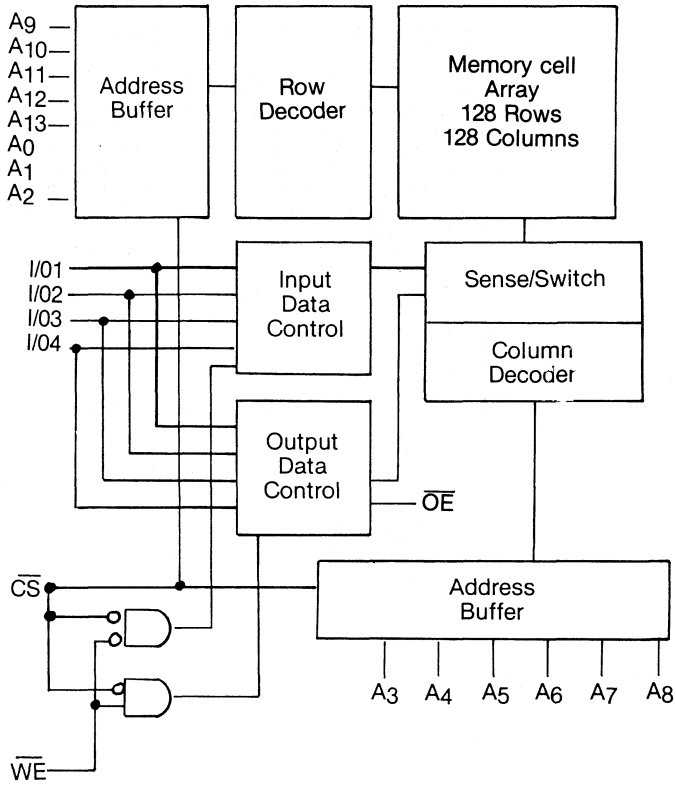 A9
A10
A11
A12
A13
A0
A1
A2
Address
Buffer
Row
Decoder
Memory cell
Array
128 Rows
128 Columns
I/01
I/02
I/03
I/04
Input
Data
Control
Sense/Switch
Column
Decoder
Output
Data
Control
OE
CS
WE
Address
Buffer
A3 A4 A5 A6 A7 A8